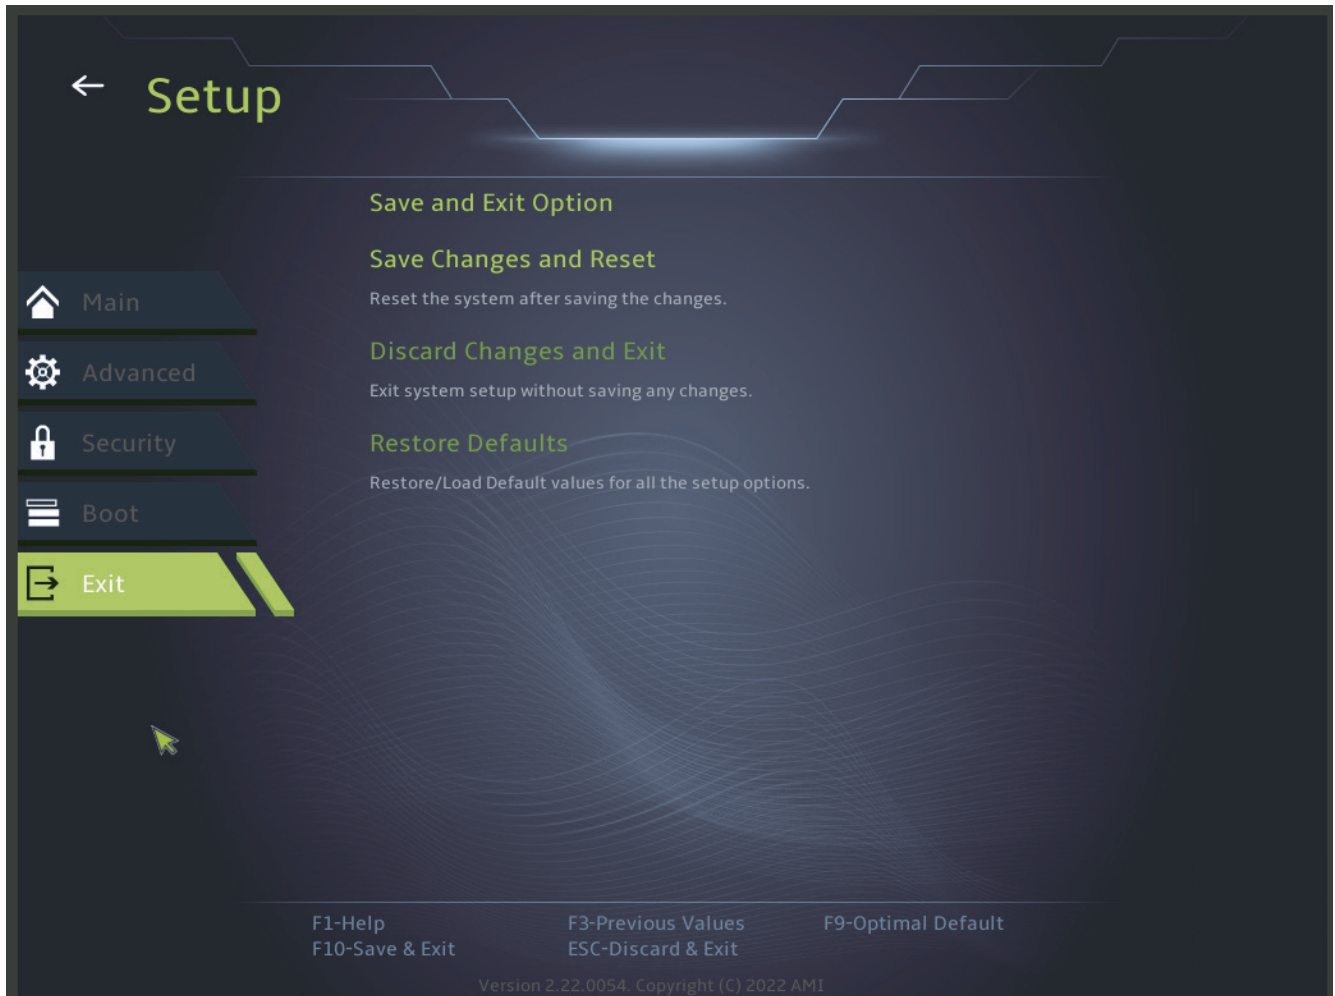 Setup
Save and Exit Option
Save Changes and Reset
Reset the system after saving the changes.
Discard Changes and Exit
Exit system setup without saving any changes.
Restore Defaults
Restore/Load Default values for all the setup options.
Main
Advanced
Security
Boot
Exit
F1-Help
F3-Previous Values
F9-Optimal Default
F10-Save & Exit
ESC-Discard & Exit
Version 2.22.0054. Copyright (C) 2022 AMI